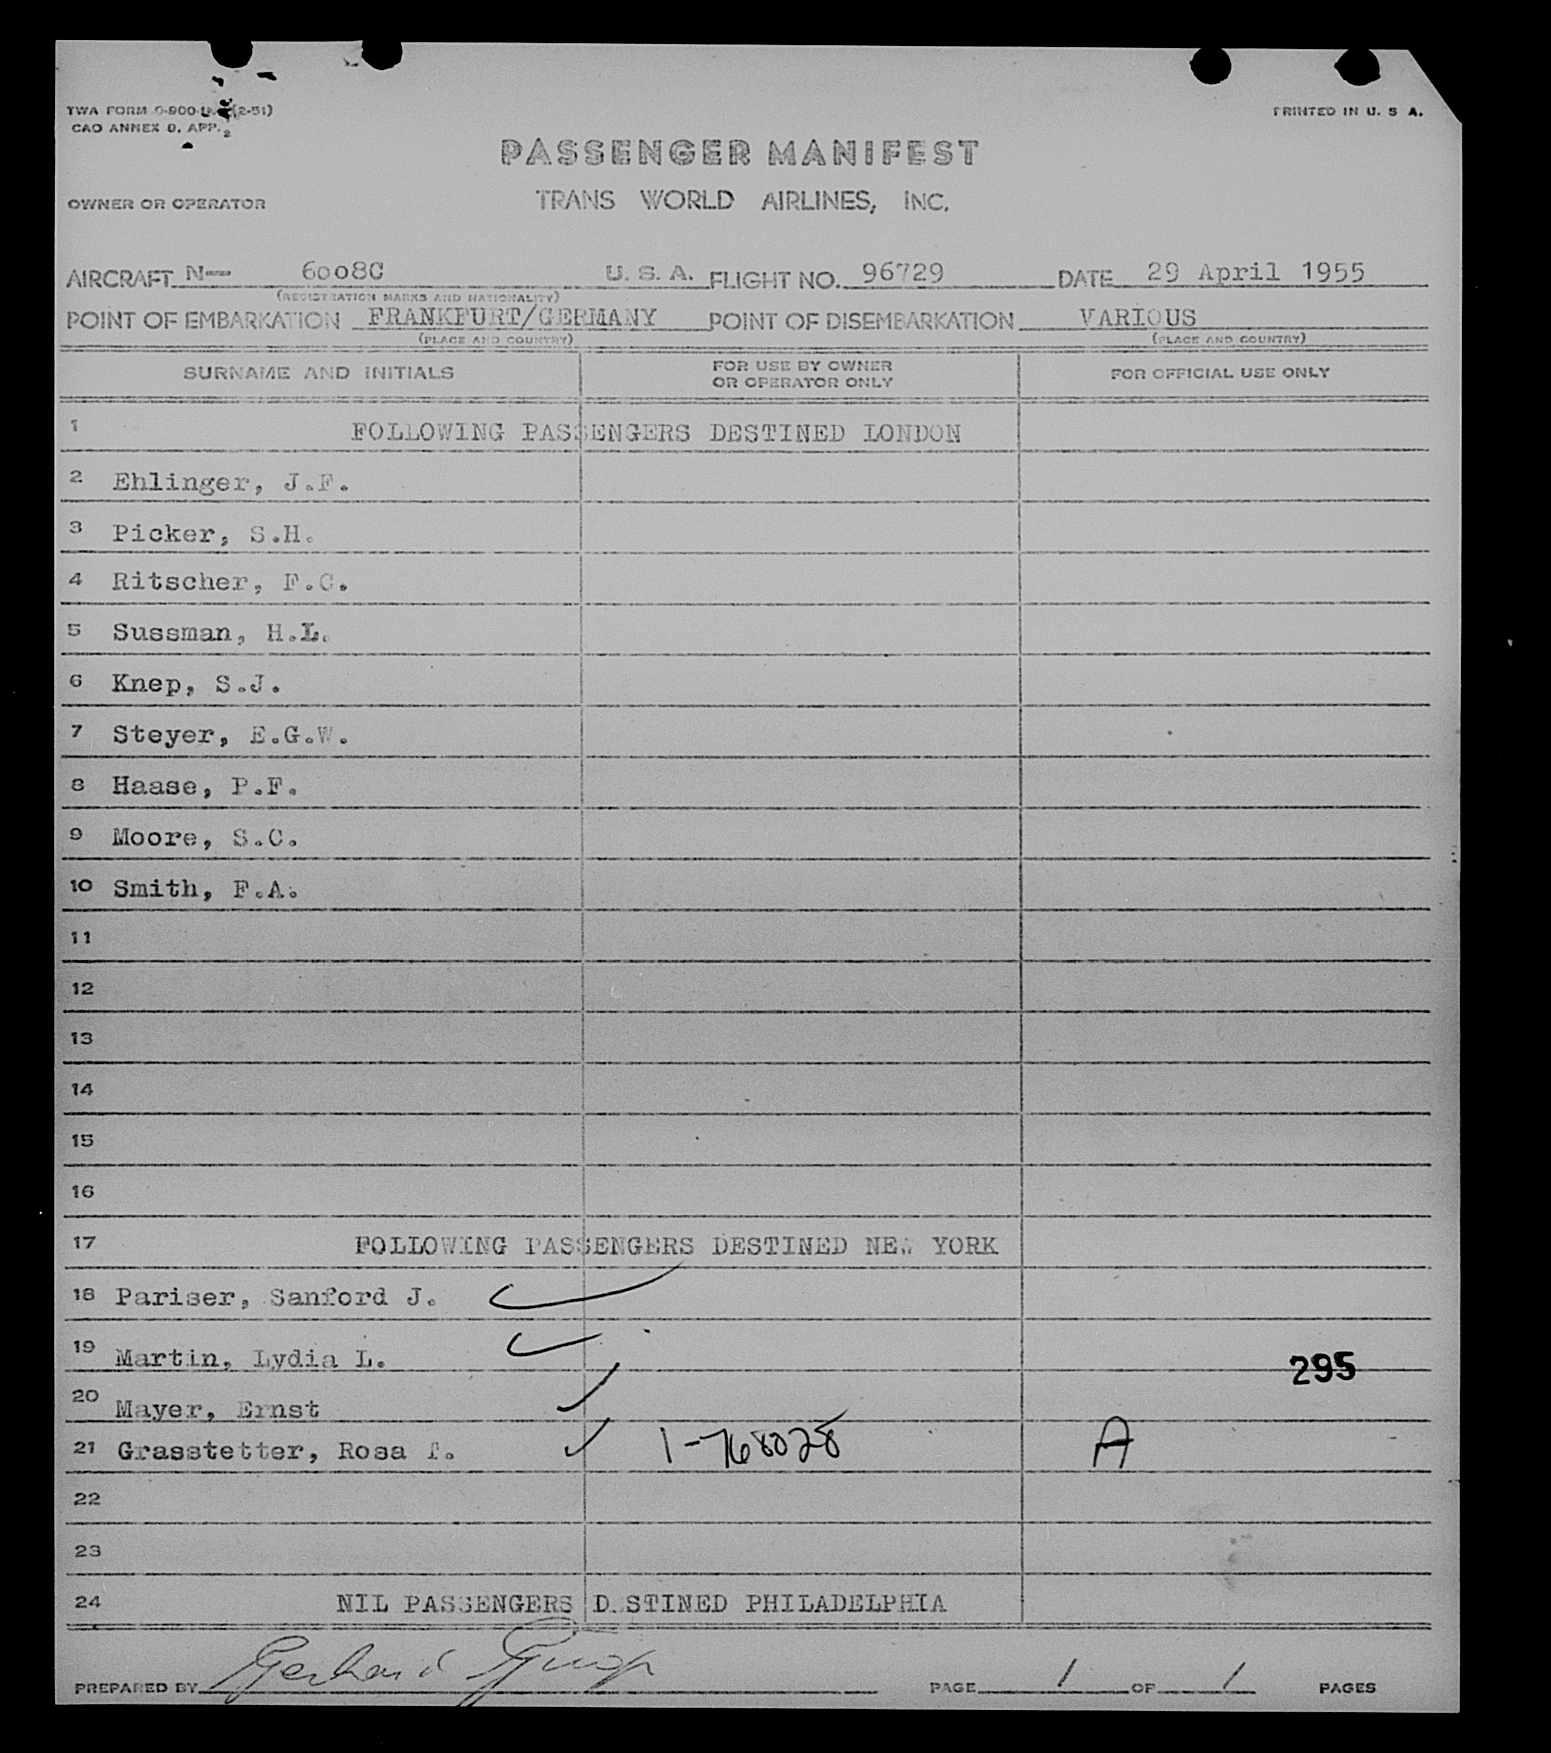 TWA FORM (2-51)
PRINTED IN U. S. A.
CAO ANNEX 9, APP. 2
PASSENGER MANIFEST
OWNER OR OPERATOR TRANS WORLD AIRLINES, INC.
AIRCRAFT N— 6008C U. S. A. FLIGHT NO. 96729 DATE 29 April 1955
(REGISTRATION MARKS AND NATIONALITY)
POINT OF EMBARKATION FRANKFURT/GERMANY POINT OF DISEMBARKATION VARIOUS
(PLACE AND COUNTRY) (PLACE AND COUNTRY)
SURNAME AND INITIALS FOR USE BY OWNER OR OPERATOR ONLY FOR OFFICIAL USE ONLY
1 FOLLOWING PASSENGERS DESTINED LONDON
2 Ehlinger, J.F.
3 Picker, S.H.
4 Ritscher, F.C.
5 Sussman, H.L.
6 Knep, S.J.
7 Steyer, E.G.W.
8 Haase, P.F.
9 Moore, S.C.
10 Smith, F.A.
11
12
13
14
15
16
17 FOLLOWING PASSENGERS DESTINED NEW YORK
18 Pariser, Sanford J.
19 Martin, Lydia L.
295
20 Mayer, Ernst
21 Grasstetter, Rosa 1-768028 A
22
23
24 NIL PASSENGERS D.STINED PHILADELPHIA
PREPARED BY Gerhard PAGE 1 OF 1 PAGES